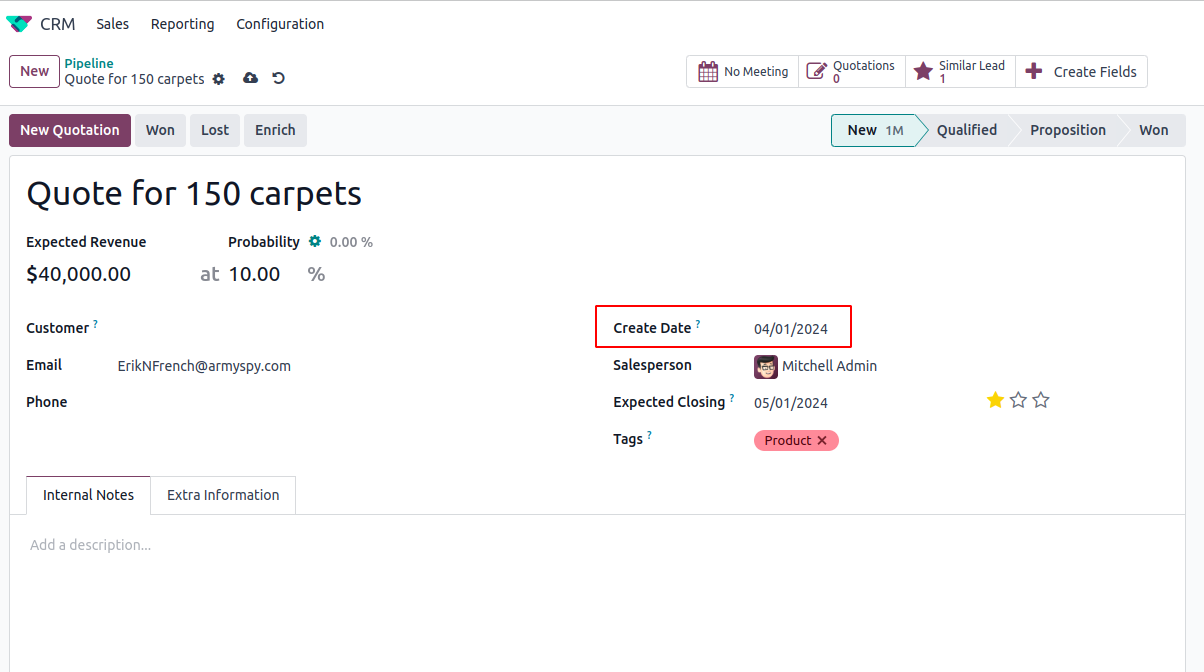 CRM Sales Reporting Configuration
New
Pipeline
Quote for 150 carpets
No Meeting
Quotations
0
Similar Lead
1
Create Fields
New Quotation Won Lost Enrich
New 1M Qualified Proposition Won
Quote for 150 carpets
Expected Revenue Probability 0.00 %
$40,000.00 at 10.00 %
Customer ?
Create Date ? 04/01/2024
Email ErikNFrench@armyspy.com
Salesperson Mitchell Admin
Phone
Expected Closing ? 05/01/2024
Tags ? Product
Internal Notes Extra Information
Add a description...